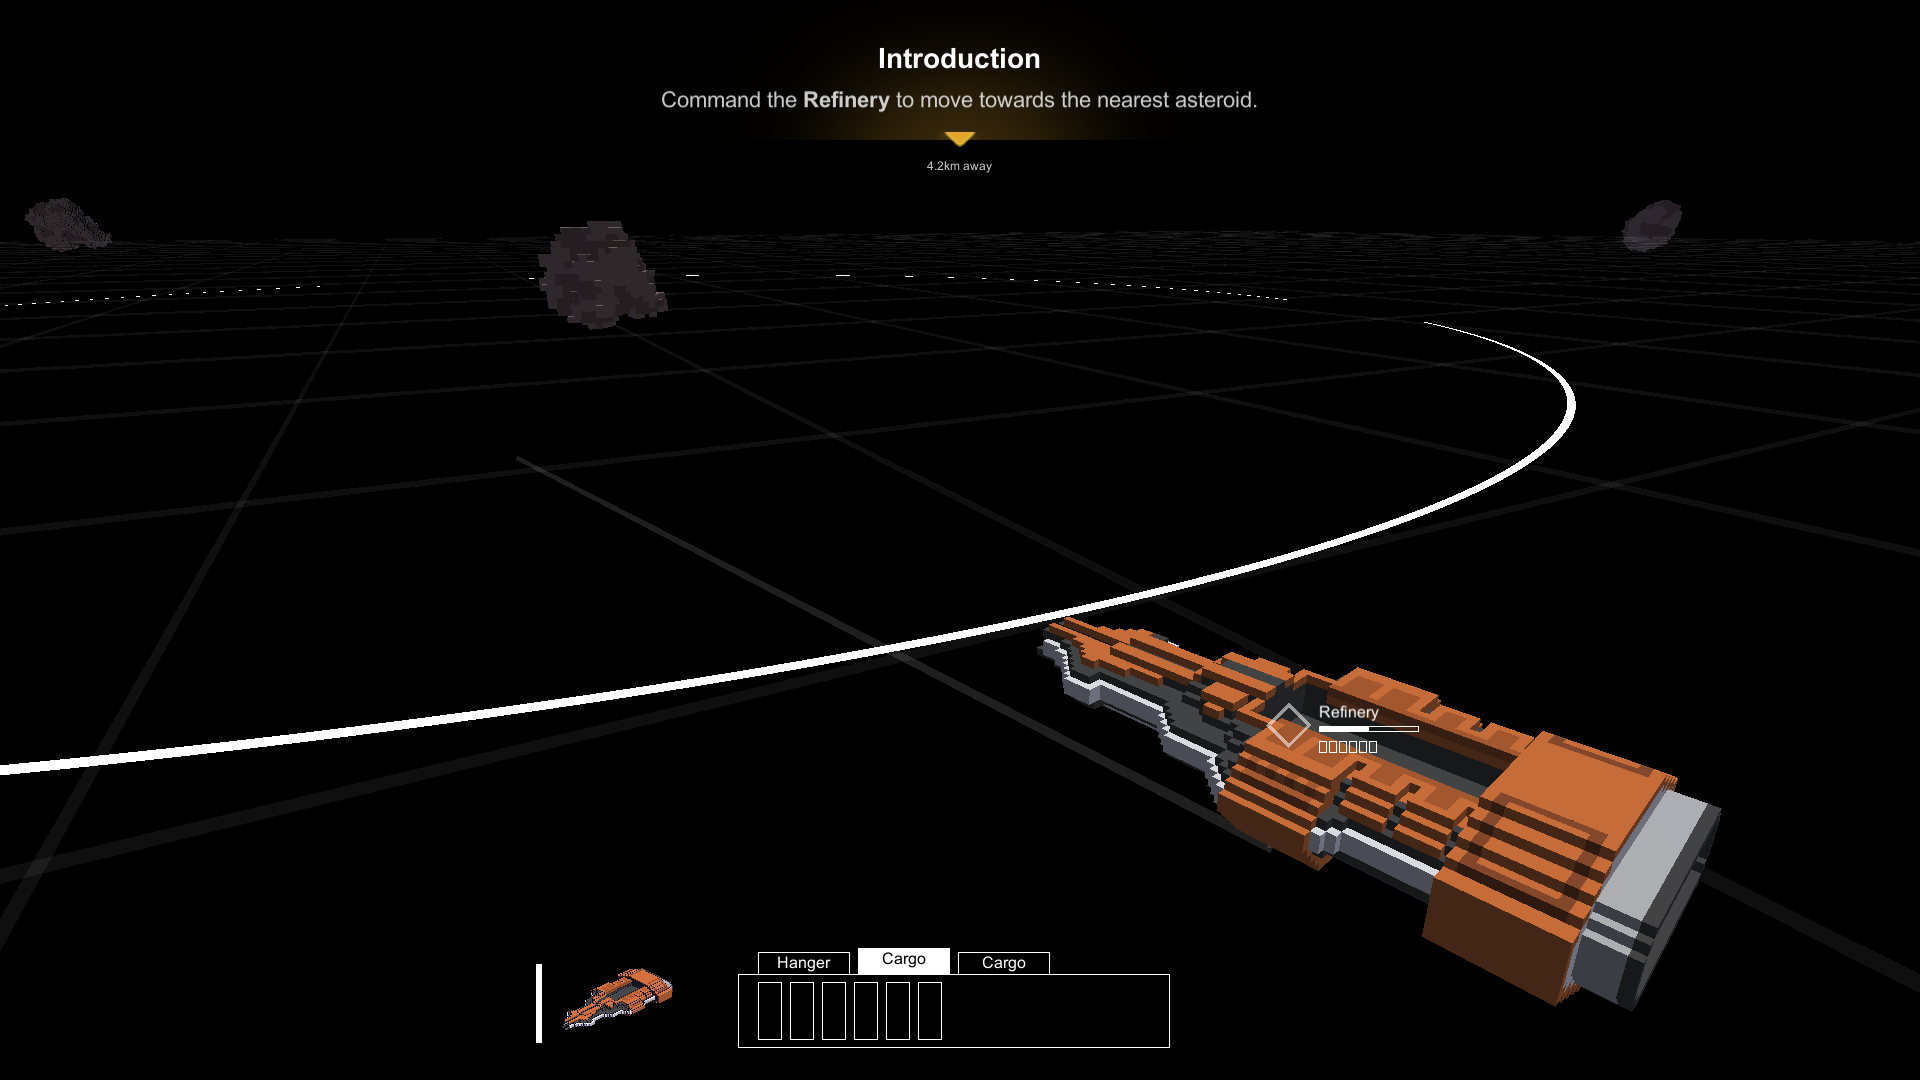 Introduction
Command the Refinery to move towards the nearest asteroid.
4.2km away
Refinery
Hanger
Cargo
Cargo